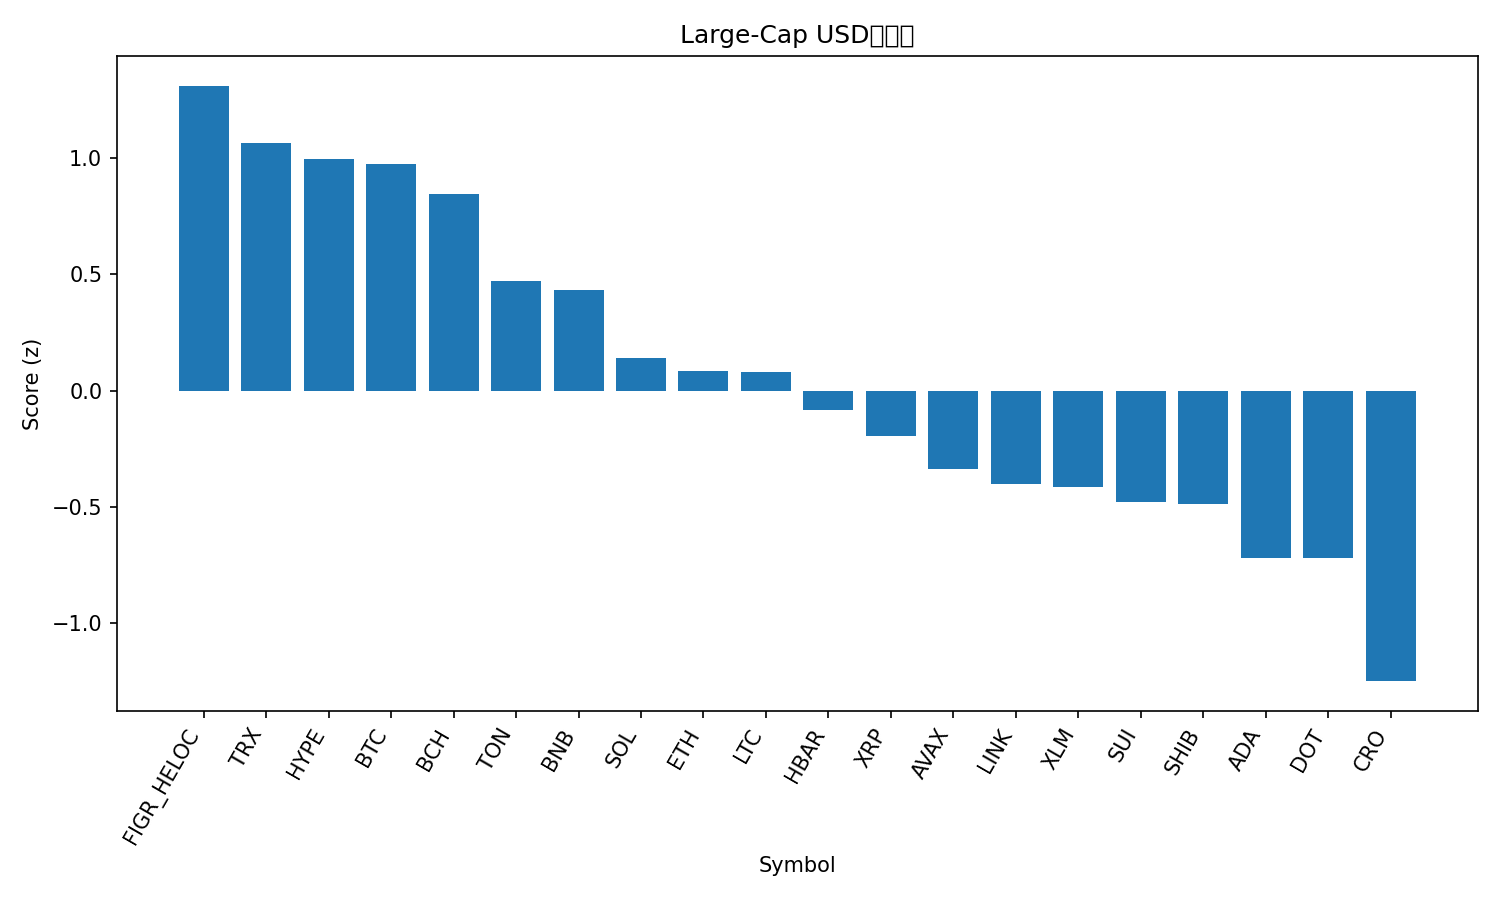 Large-Cap USD
Score (z)
1.0
0.5
0.0
−0.5
−1.0
FIGR_HELOC
TRX
HYPE
BTC
BCH
TON
BNB
SOL
ETH
LTC
HBAR
XRP
AVAX
LINK
XLM
SUI
SHIB
ADA
DOT
CRO
Symbol